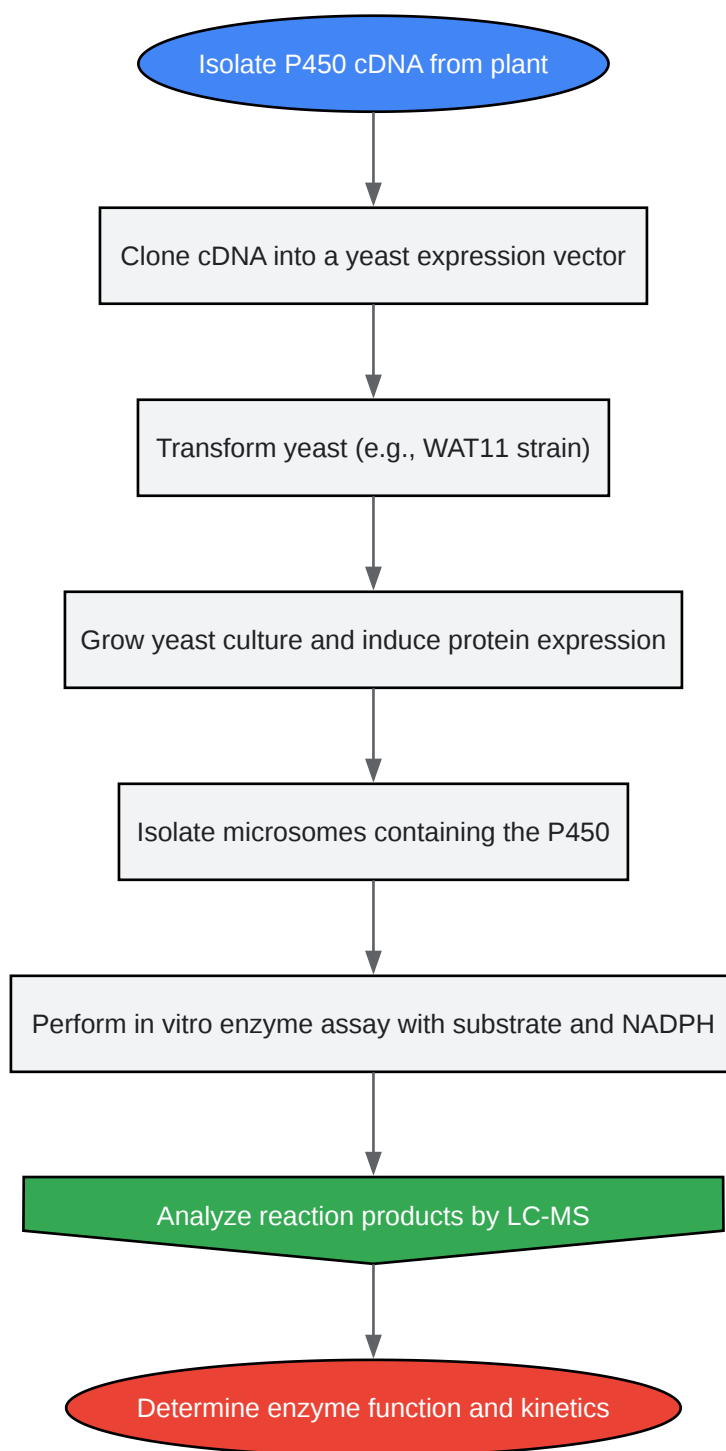 Isolate P450 cDNA from plant
Clone cDNA into a yeast expression vector
Transform yeast (e.g., WAT11 strain)
Grow yeast culture and induce protein expression
Isolate microsomes containing the P450
Perform in vitro enzyme assay with substrate and NADPH
Analyze reaction products by LC-MS
Determine enzyme function and kinetics